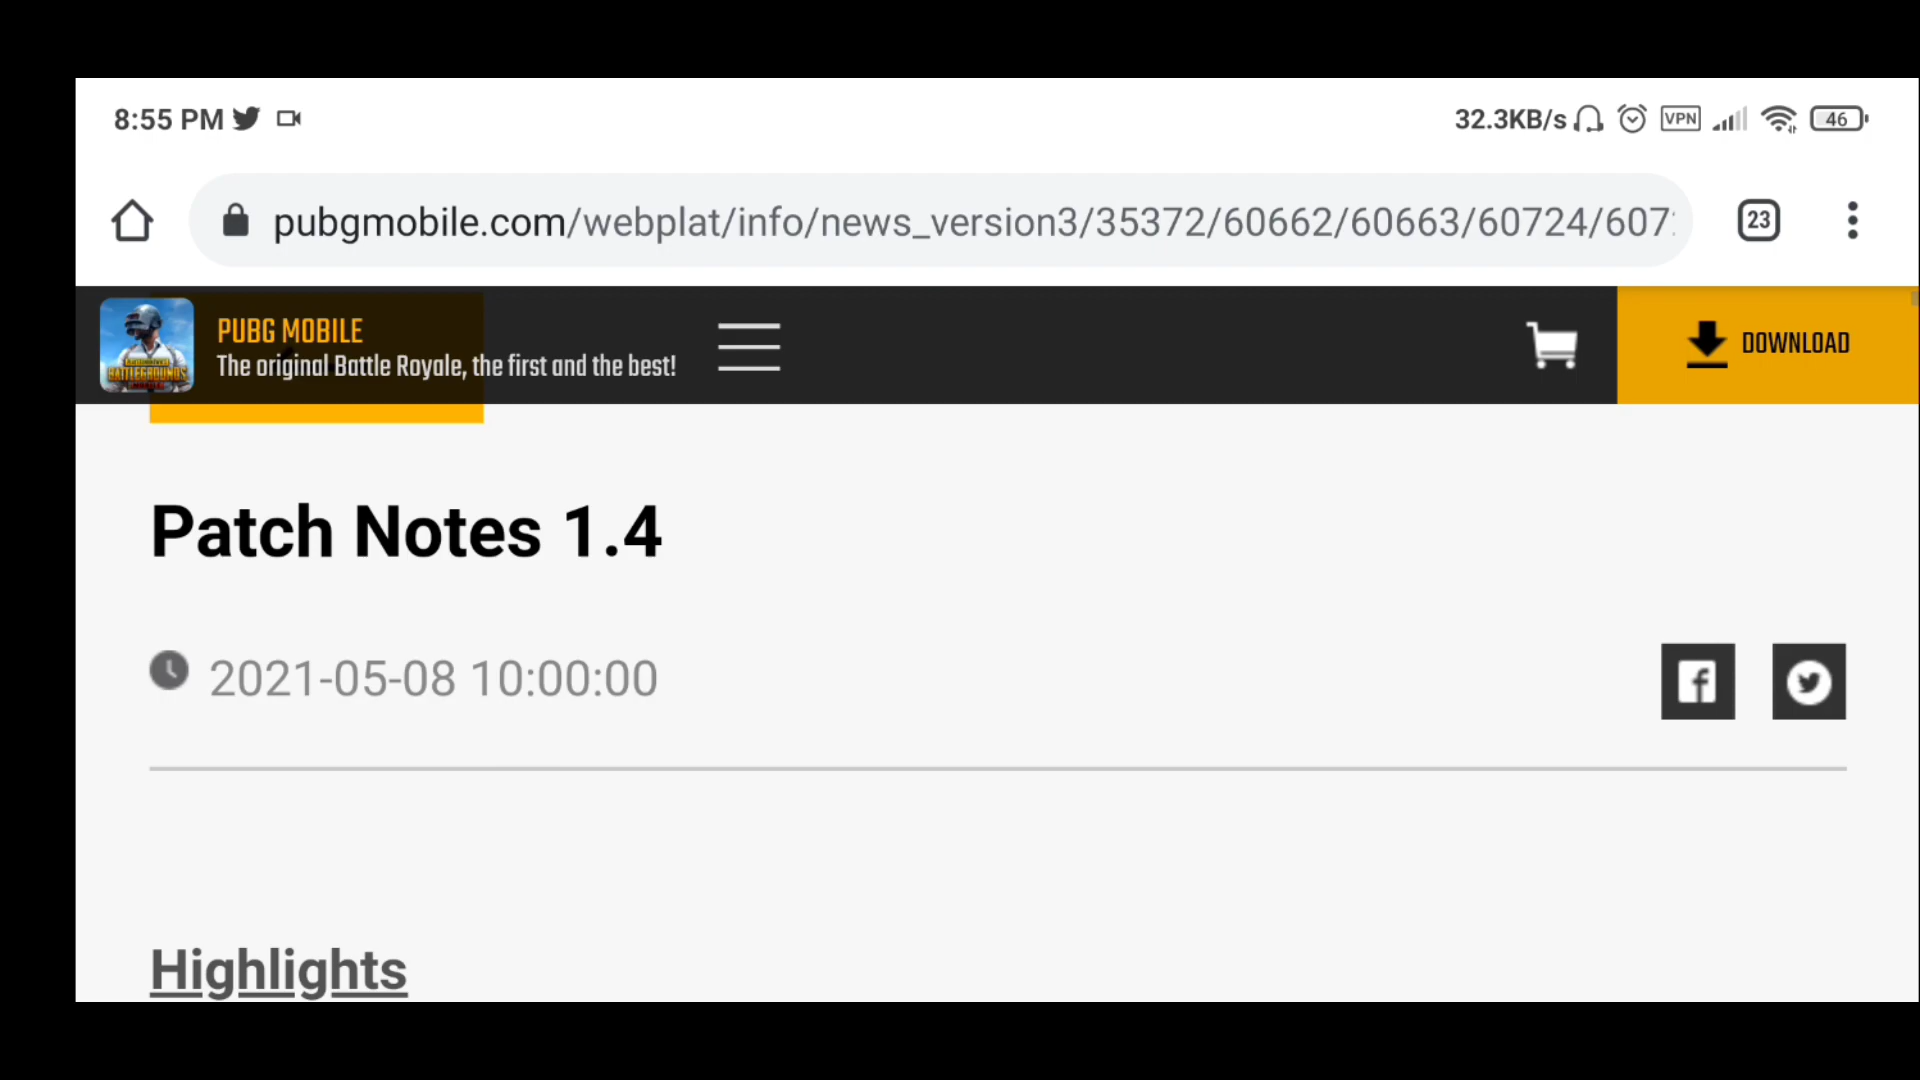 8:55 PM
32.3KB/s VPN 46
pubgmobile.com/webplat/info/news_version3/35372/60662/60663/60724/607
23
PUBG MOBILE
The original Battle Royale, the first and the best!
DOWNLOAD
Patch Notes 1.4
2021-05-08 10:00:00
Highlights